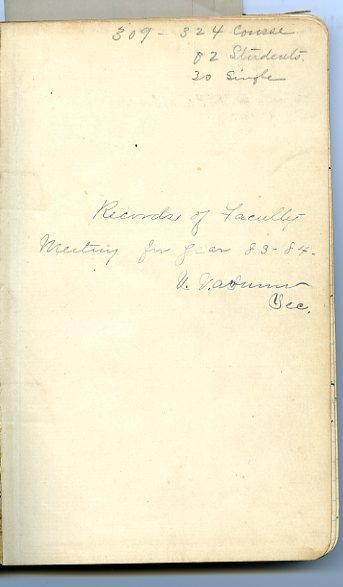 309 - 324 Course
82 Students.
20 Single
Records of Faculty
Meeting for year 83-84.
Sec.